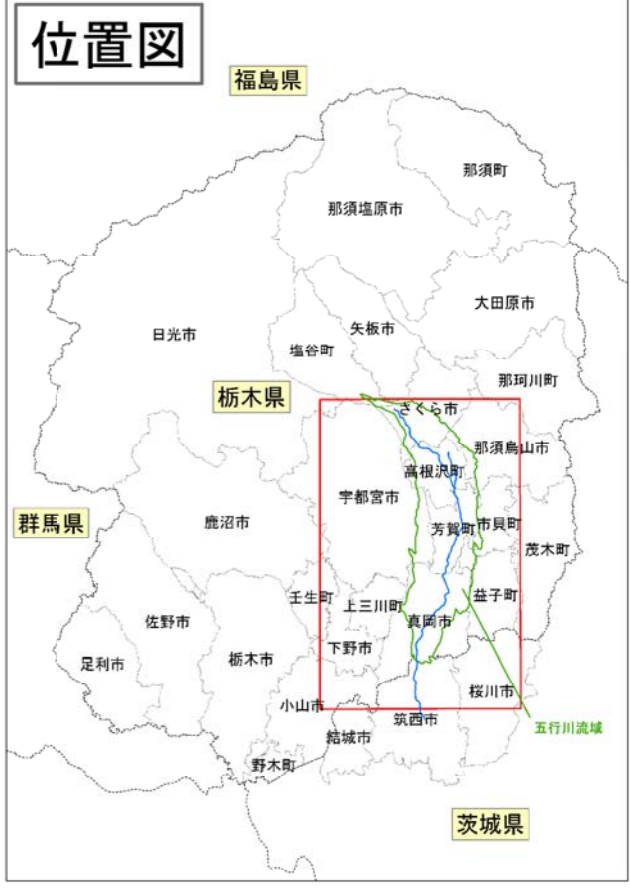 位置図
福島県
那須町
那須塩原市
大田原市
矢板市
日光市
塩谷町
那珂川町
栃木県
さくら市
那須烏山市
高根沢町
宇都宮市
群馬県
鹿沼市
芳賀町
市貝町
茂木町
壬生町
上三川町
益子町
佐野市
真岡市
下野市
足利市
栃木市
桜川市
小山市
筑西市
五行川流域
結城市
野木町
茨城県